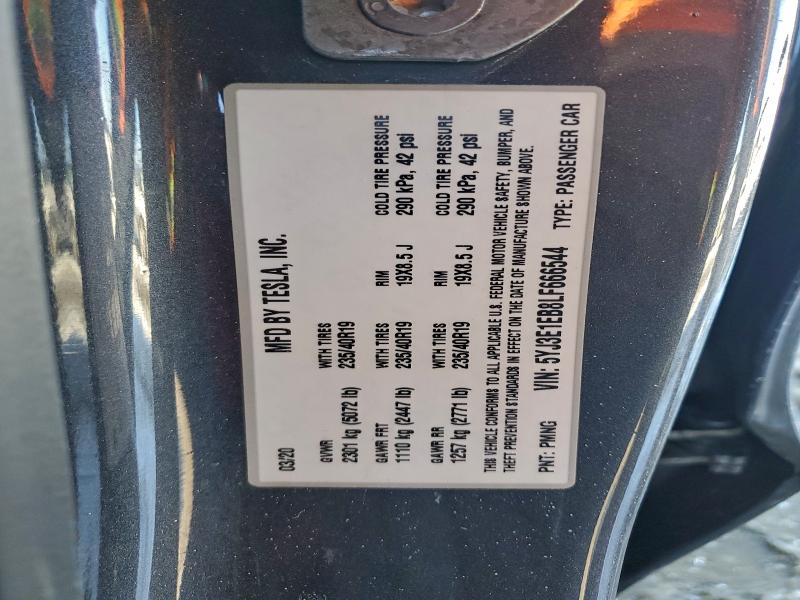 MFD BY TESLA, INC.
03/20
GVWR WITH TIRES
2301 kg (5072 lb) 235/40R19
GAWR FRT WITH TIRES RIM COLD TIRE PRESSURE
1110 kg (2447 lb) 235/40R19 19X8.5 J 290 kPa, 42 psi
GAWR RR WITH TIRES RIM COLD TIRE PRESSURE
1257 kg (2771 lb) 235/40R19 19X8.5 J 290 kPa, 42 psi
THIS VEHICLE CONFORMS TO ALL APPLICABLE U.S. FEDERAL MOTOR VEHICLE SAFETY, BUMPER, AND
THEFT PREVENTION STANDARDS IN EFFECT ON THE DATE OF MANUFACTURE SHOWN ABOVE.
PNT: PMNG VIN: 5YJ3E1EB8LF666544 TYPE: PASSENGER CAR